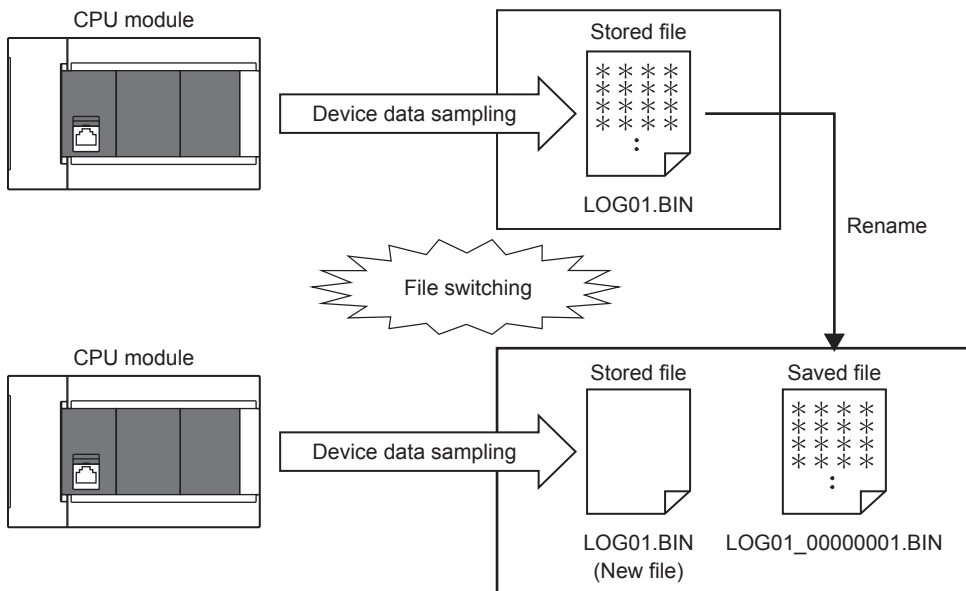 CPU module
Stored file
Device data sampling
LOG01.BIN
Rename
File switching
CPU module
Stored file
Saved file
Device data sampling
LOG01.BIN
(New file)
LOG01_00000001.BIN